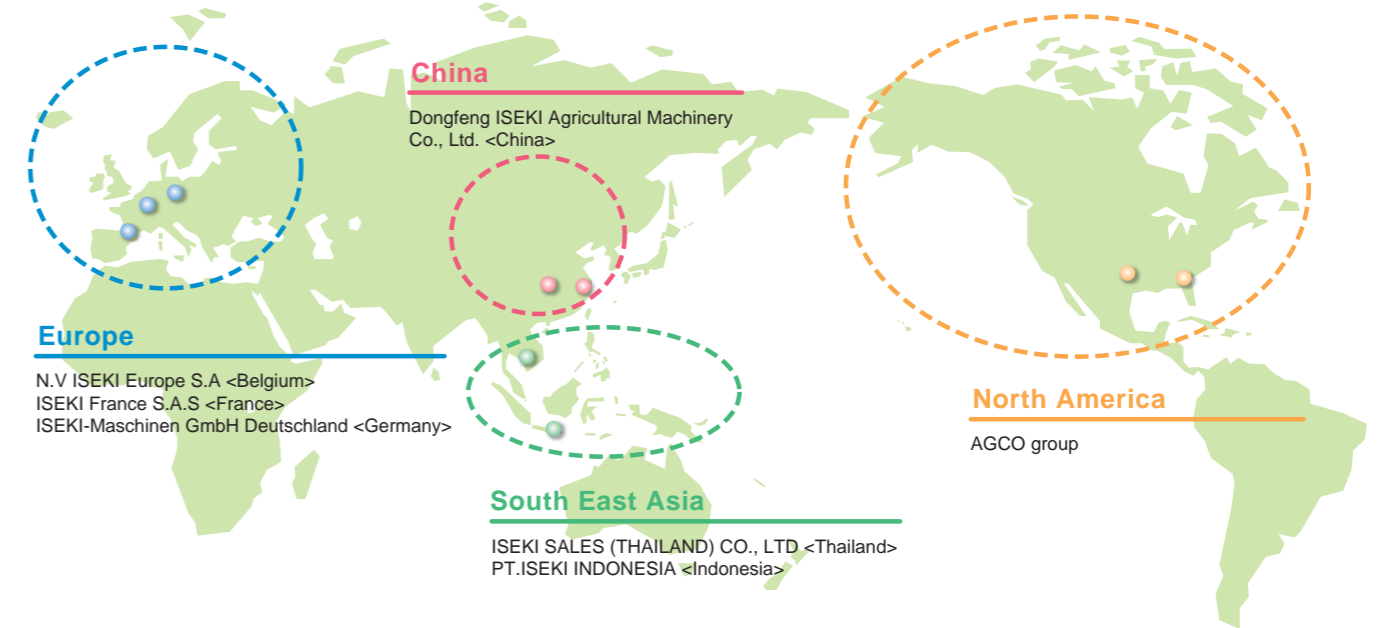 China
Dongfeng ISEKI Agricultural Machinery
Co., Ltd. <China>
Europe
N.V ISEKI Europe S.A <Belgium>
ISEKI France S.A.S <France>
ISEKI-Maschinen GmbH Deutschland <Germany>
North America
AGCO group
South East Asia
ISEKI SALES (THAILAND) CO., LTD <Thailand>
PT.ISEKI INDONESIA <Indonesia>